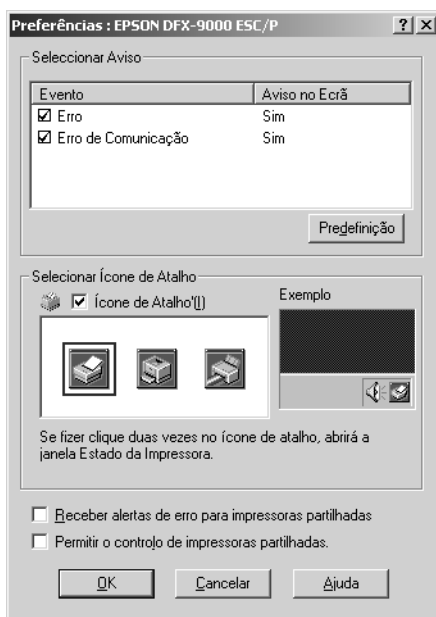 Preferências : EPSON DFX-9000 ESC/P
Seleccionar Aviso
Evento Aviso no Ecrã
Erro Sim
Erro de Comunicação Sim
Predefinição
Selecionar Ícone de Atalho
Ícone de Atalho'(I)
Exemplo
Se fizer clique duas vezes no ícone de atalho, abrirá a
janela Estado da Impressora.
Receber alertas de erro para impressoras partilhadas
Permitir o controlo de impressoras partilhadas.
OK Cancelar Ajuda